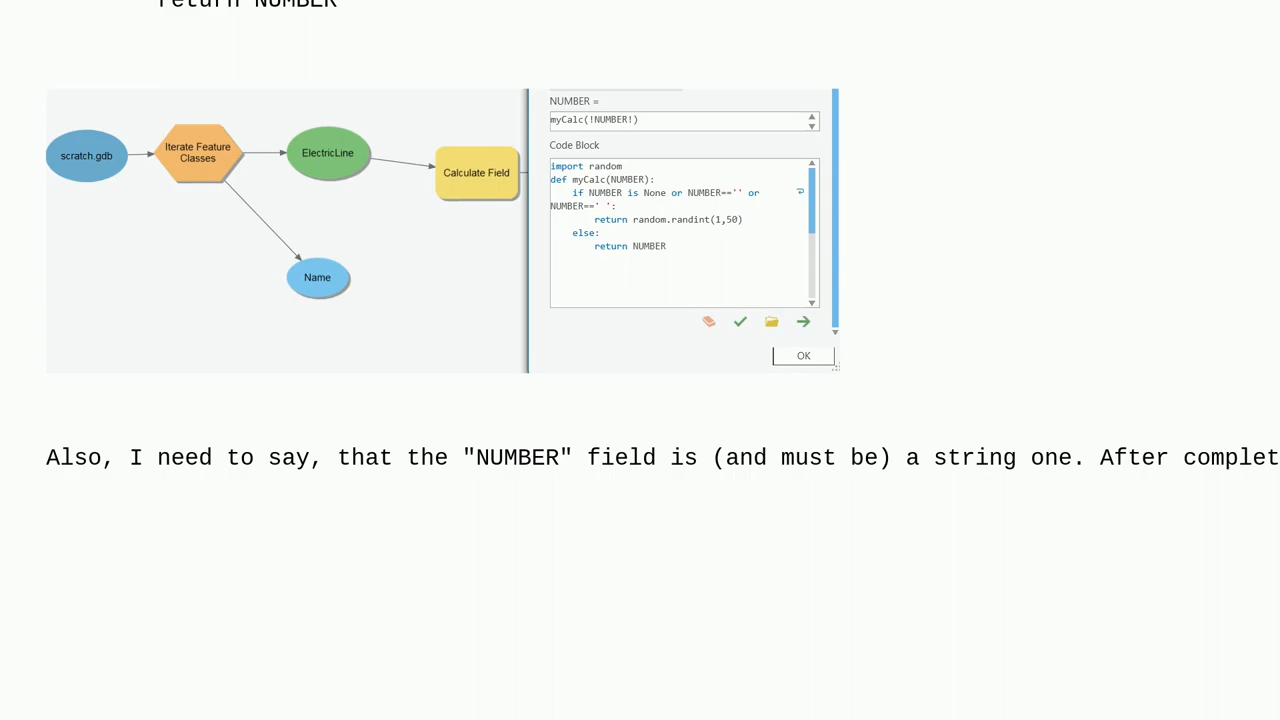 return NUMBER
scratch.gdb
Iterate Feature
Classes
ElectricLine
Calculate Field
Name
NUMBER =
myCalc(!NUMBER!)
Code Block
import random
def myCalc(NUMBER):
    if NUMBER is None or NUMBER=='' or
NUMBER==' ':
        return random.randint(1,50)
    else:
        return NUMBER
OK
Also, I need to say, that the "NUMBER" field is (and must be) a string one. After complet